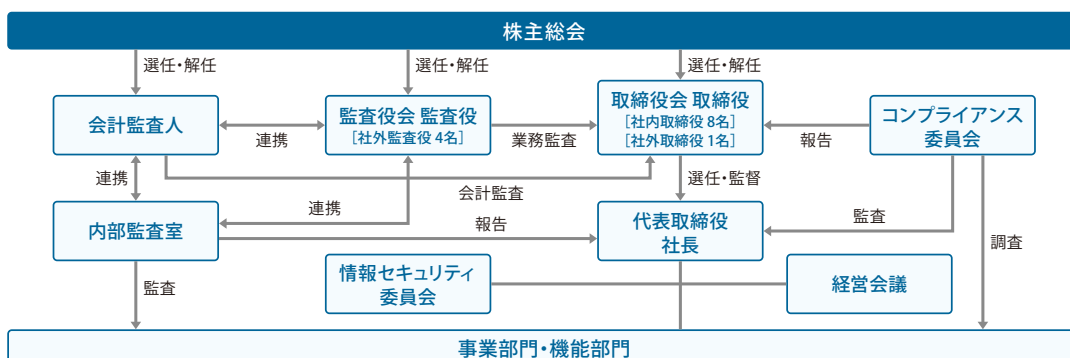 株主総会
選任・解任
選任・解任
選任・解任
会計監査人
連携
監査役会 監査役
[社外監査役 4名]
業務監査
取締役会 取締役
[社内取締役 8名]
[社外取締役 1名]
報告
コンプライアンス
委員会
連携
会計監査
選任・監督
連携
内部監査室
報告
代表取締役
社長
監査
調査
監査
情報セキュリティ
委員会
経営会議
事業部門・機能部門